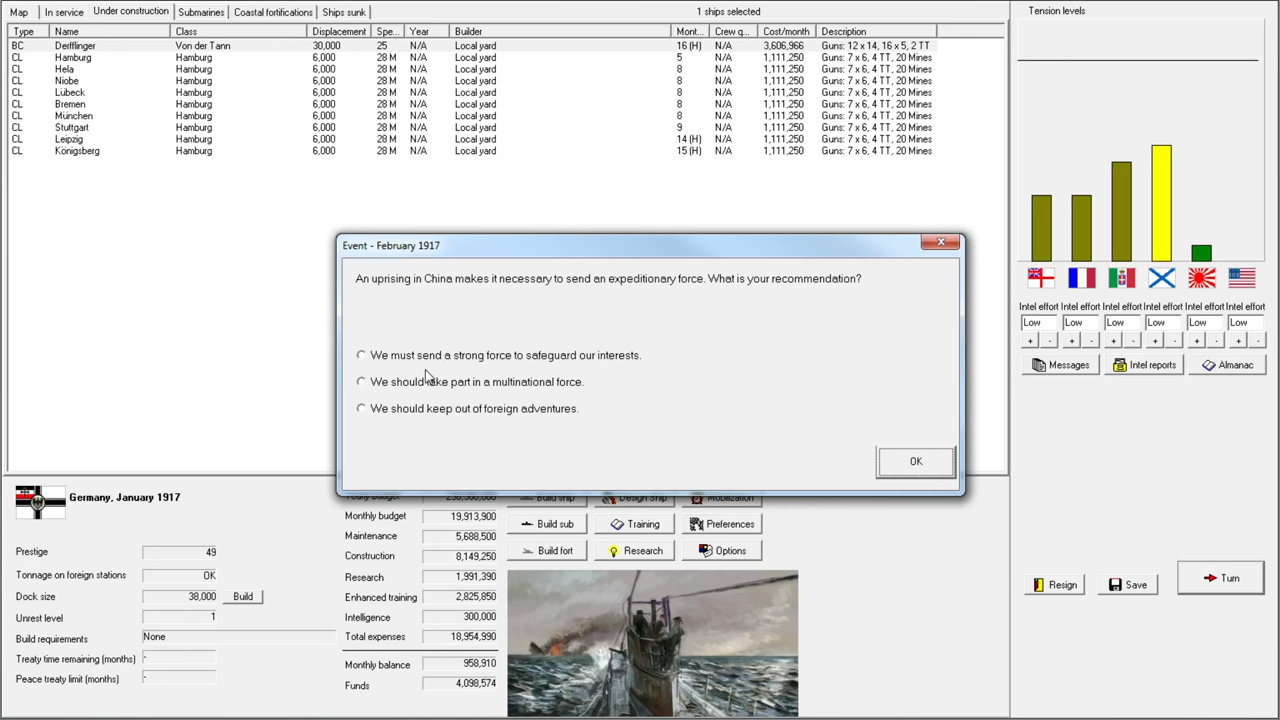 Map
In service
Under construction
Submarines
Coastal fortifications
Ships sunk
1 ships selected
Tension levels
Type Name Class Displacement Spe... Year Builder Mont... Crew q... Cost/month Description
BC Derfflinger Von der Tann 30,000 25 N/A Local yard 16 (H) N/A 3,606,966 Guns: 12 x 14, 16 x 5, 2 TT
CL Hamburg Hamburg 6,000 28 M N/A Local yard 5 N/A 1,111,250 Guns: 7 x 6, 4 TT, 20 Mines
CL Hela Hamburg 6,000 28 M N/A Local yard 8 N/A 1,111,250 Guns: 7 x 6, 4 TT, 20 Mines
CL Niobe Hamburg 6,000 28 M N/A Local yard 8 N/A 1,111,250 Guns: 7 x 6, 4 TT, 20 Mines
CL Lübeck Hamburg 6,000 28 M N/A Local yard 8 N/A 1,111,250 Guns: 7 x 6, 4 TT, 20 Mines
CL Bremen Hamburg 6,000 28 M N/A Local yard 8 N/A 1,111,250 Guns: 7 x 6, 4 TT, 20 Mines
CL München Hamburg 6,000 28 M N/A Local yard 8 N/A 1,111,250 Guns: 7 x 6, 4 TT, 20 Mines
CL Stuttgart Hamburg 6,000 28 M N/A Local yard 9 N/A 1,111,250 Guns: 7 x 6, 4 TT, 20 Mines
CL Leipzig Hamburg 6,000 28 M N/A Local yard 14 (H) N/A 1,111,250 Guns: 7 x 6, 4 TT, 20 Mines
CL Königsberg Hamburg 6,000 28 M N/A Local yard 15 (H) N/A 1,111,250 Guns: 7 x 6, 4 TT, 20 Mines
Event - February 1917
An uprising in China makes it necessary to send an expeditionary force. What is your recommendation?
We must send a strong force to safeguard our interests.
We should take part in a multinational force.
We should keep out of foreign adventures.
OK
Intel effort Intel effort Intel effort Intel effort Intel effort Intel effort
Low Low Low Low Low Low
+ - + - + - + - + - + -
Messages
Intel reports
Almanac
Germany, January 1917
Prestige 49
Tonnage on foreign stations OK
Dock size 38,000 Build
Unrest level 1
Build requirements None
Treaty time remaining (months) -
Peace treaty limit (months) -
Monthly budget 19,913,900
Maintenance 5,688,500
Construction 8,149,250
Research 1,991,390
Enhanced training 2,825,850
Intelligence 300,000
Total expenses 18,954,990
Monthly balance 958,910
Funds 4,098,574
Build ship
Design Ship
Mobilization
Build sub
Training
Preferences
Build fort
Research
Options
Resign
Save
Turn